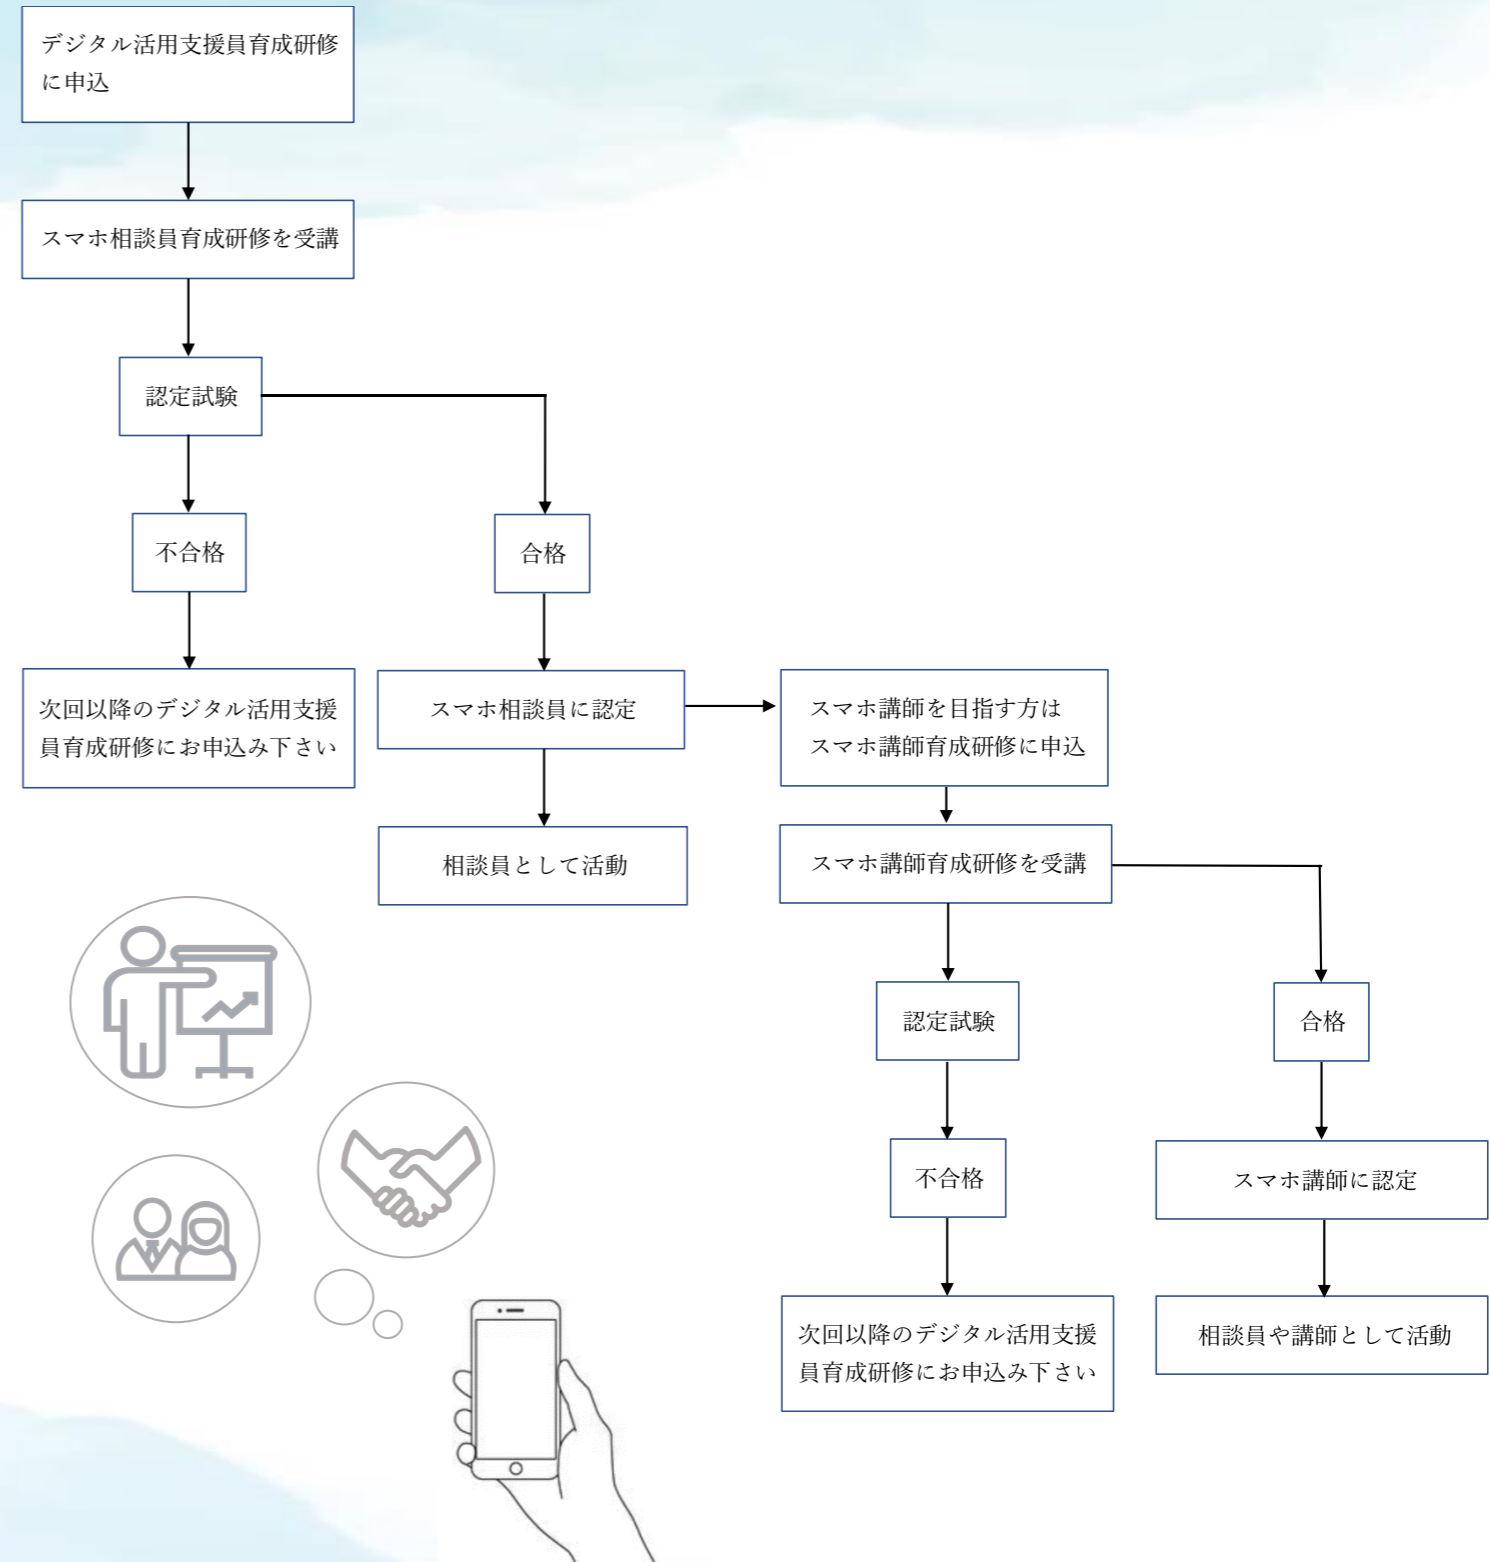 デジタル活用支援員育成研修
に申込
スマホ相談員育成研修を受講
認定試験
不合格
合格
次回以降のデジタル活用支援
員育成研修にお申込み下さい
スマホ相談員に認定
スマホ講師を目指す方は
スマホ講師育成研修に申込
相談員として活動
スマホ講師育成研修を受講
認定試験
合格
不合格
スマホ講師に認定
次回以降のデジタル活用支援
員育成研修にお申込み下さい
相談員や講師として活動